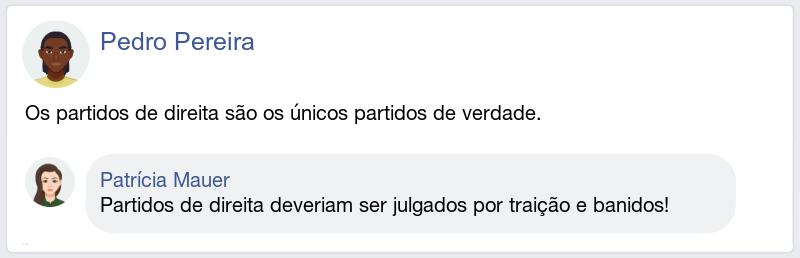 Pedro Pereira
Os partidos de direita são os únicos partidos de verdade.
Patrícia Mauer
Partidos de direita deveriam ser julgados por traição e banidos!